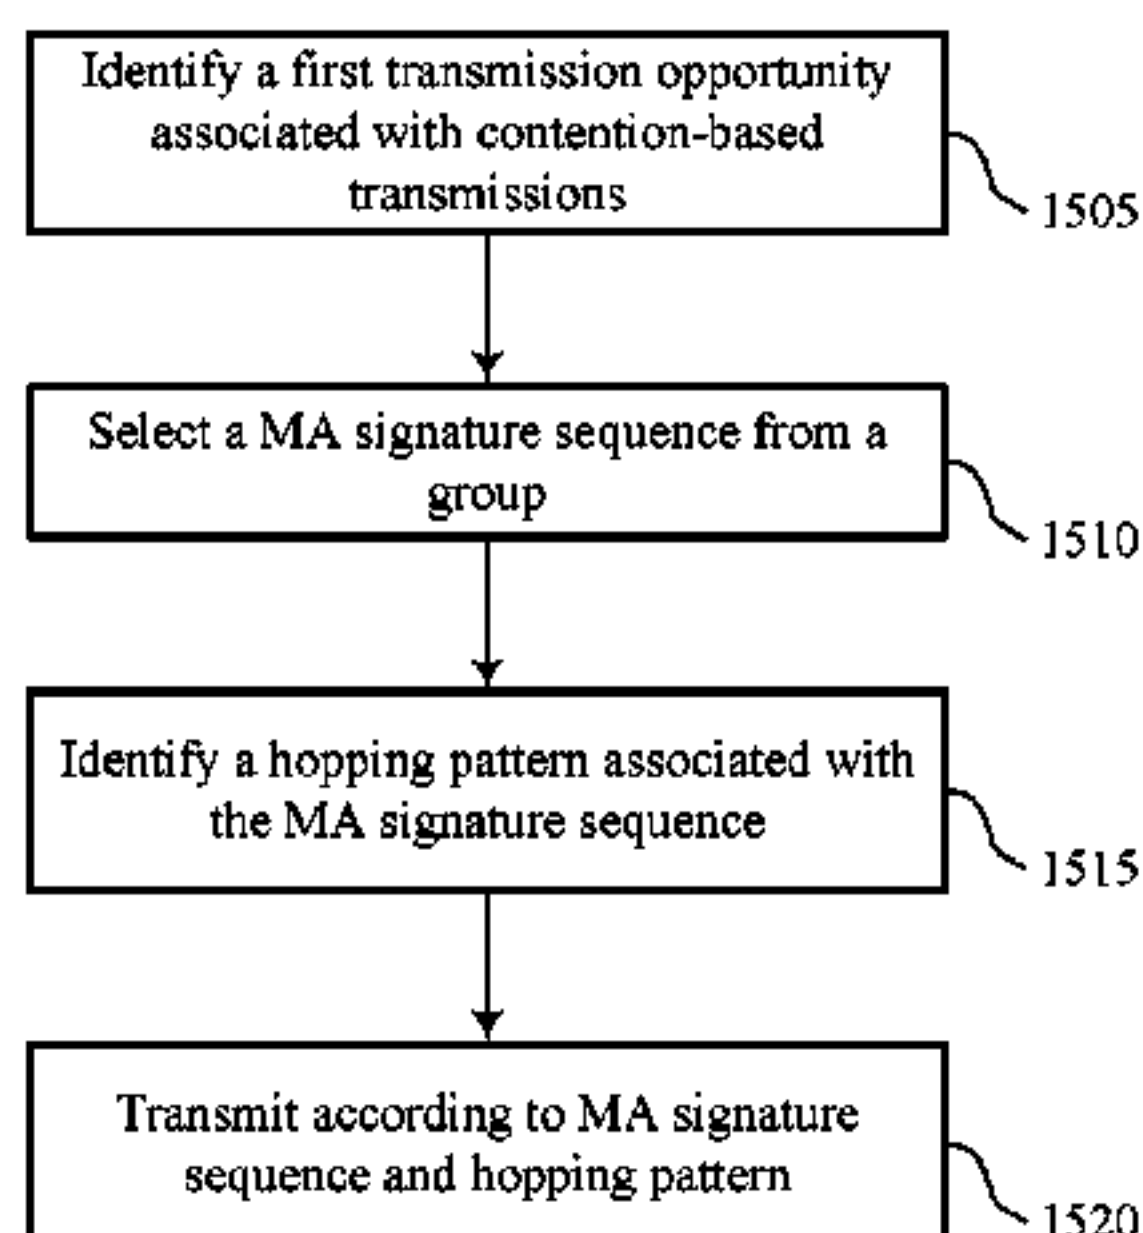 Identify a first transmission opportunity
associated with contention-based
transmissions
1505
Select a MA signature sequence from a
group
1510
Identify a hopping pattern associated with
the MA signature sequence
1515
Transmit according to MA signature
sequence and hopping pattern
1520